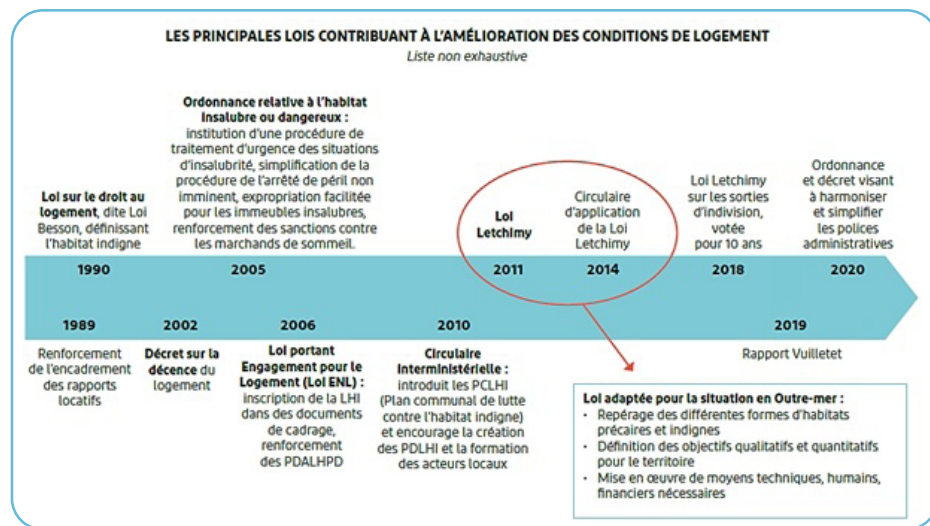 LES PRINCIPALES LOIS CONTRIBUANT À L'AMÉLIORATION DES CONDITIONS DE LOGEMENT
Liste non exhaustive
Loi sur le droit au
logement, dite Loi
Besson, définissant
l'habitat indigne
1990
Ordonnance relative à l'habitat
Insalubre ou dangereux :
institution d'une procédure de
traitement d'urgence des situations
d'insalubrité, simplification de la
procédure de l'arrêté de péril non
imminent, expropriation facilitée
pour les immeubles insalubres,
renforcement des sanctions contre
les marchands de sommeil.
2005
Loi
Letchimy
2011
Circulaire
d'application
de la Loi
Letchimy
2014
Loi Letchimy
sur les sorties
d'indivision,
votée
pour 10 ans
2018
Ordonnance
et décret visant
à harmoniser
et simplifier
les polices
administratives
2020
1989
Renforcement
de l'encadrement
des rapports
locatifs
2002
Décret sur la
décence du
logement
2006
Loi portant
Engagement pour le
Logement (Loi ENL) :
inscription de la LHI
dans des documents
de cadrage,
renforcement
des PDALHPD
2010
Circulaire
Interministérielle :
introduit les PCLHI
(Plan communal de lutte
contre l'habitat indigne)
et encourage la création
des PDLHI et la formation
des acteurs locaux
2019
Rapport Vuilletet
Loi adaptée pour la situation en Outre-mer :
• Repérage des différentes formes d'habitats
précaires et indignes
• Définition des objectifs qualitatifs et quantitatifs
pour le territoire
• Mise en œuvre de moyens techniques, humains,
financiers nécessaires